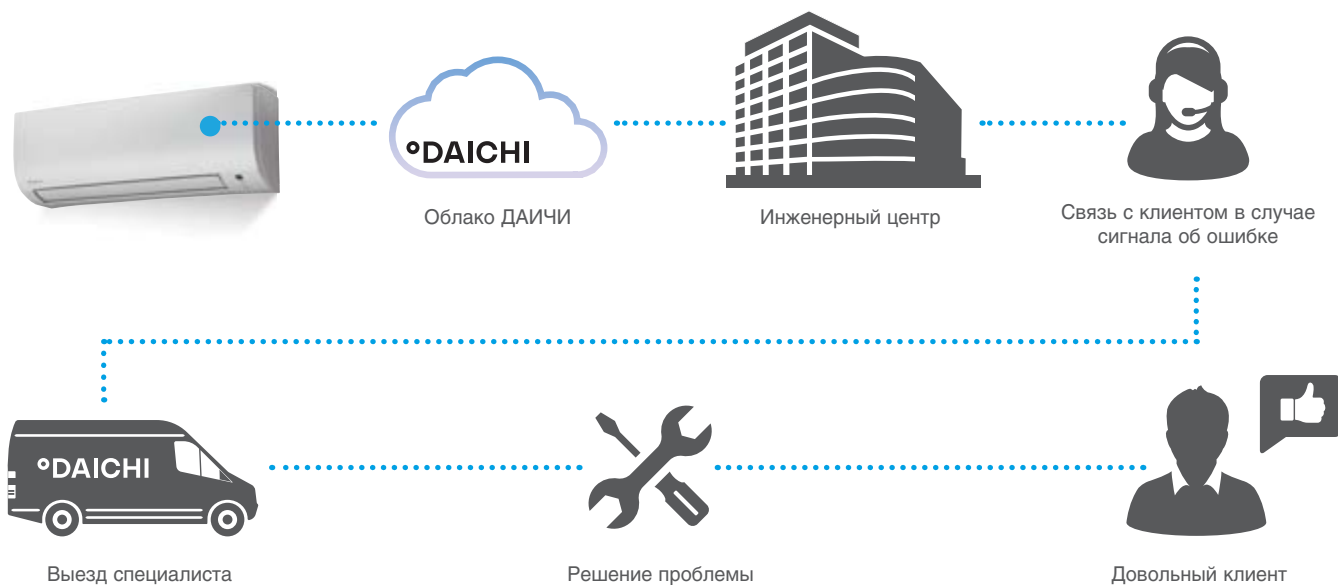 °DAICHI
Облако ДАИЧИ
Инженерный центр
Связь с клиентом в случае
сигнала об ошибке
°DAICHI
Выезд специалиста
Решение проблемы
Довольный клиент